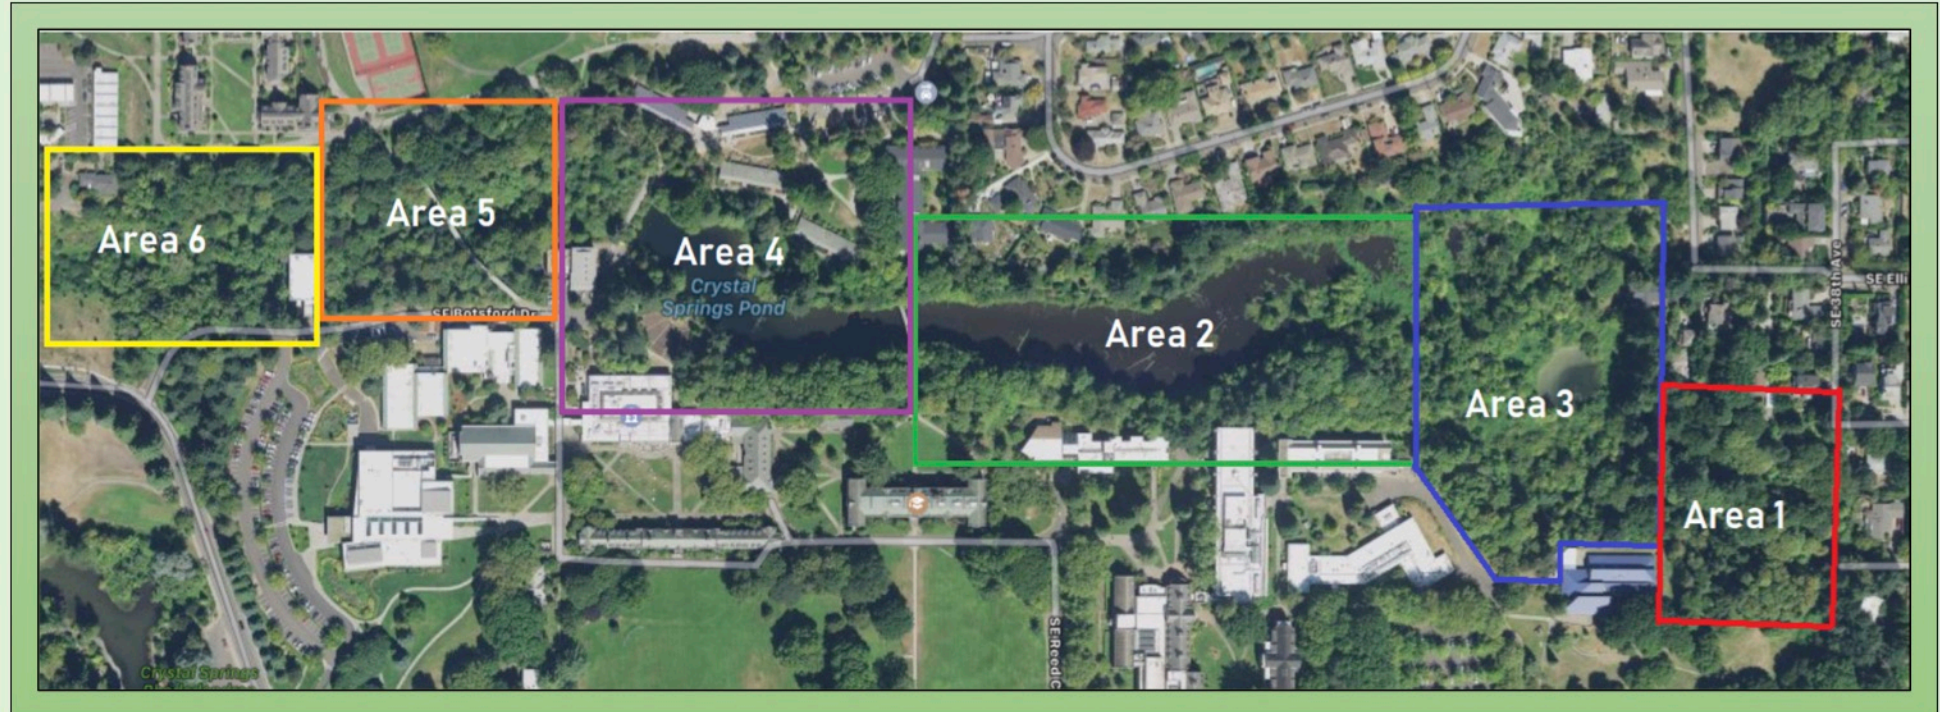 Area 6
Area 5
Area 4
Crystal
Springs Pond
Area 2
Area 3
Area 1
SE Botsford Dr
SE 38th Ave
SE Elli
SE Reed C
Crystal Springs